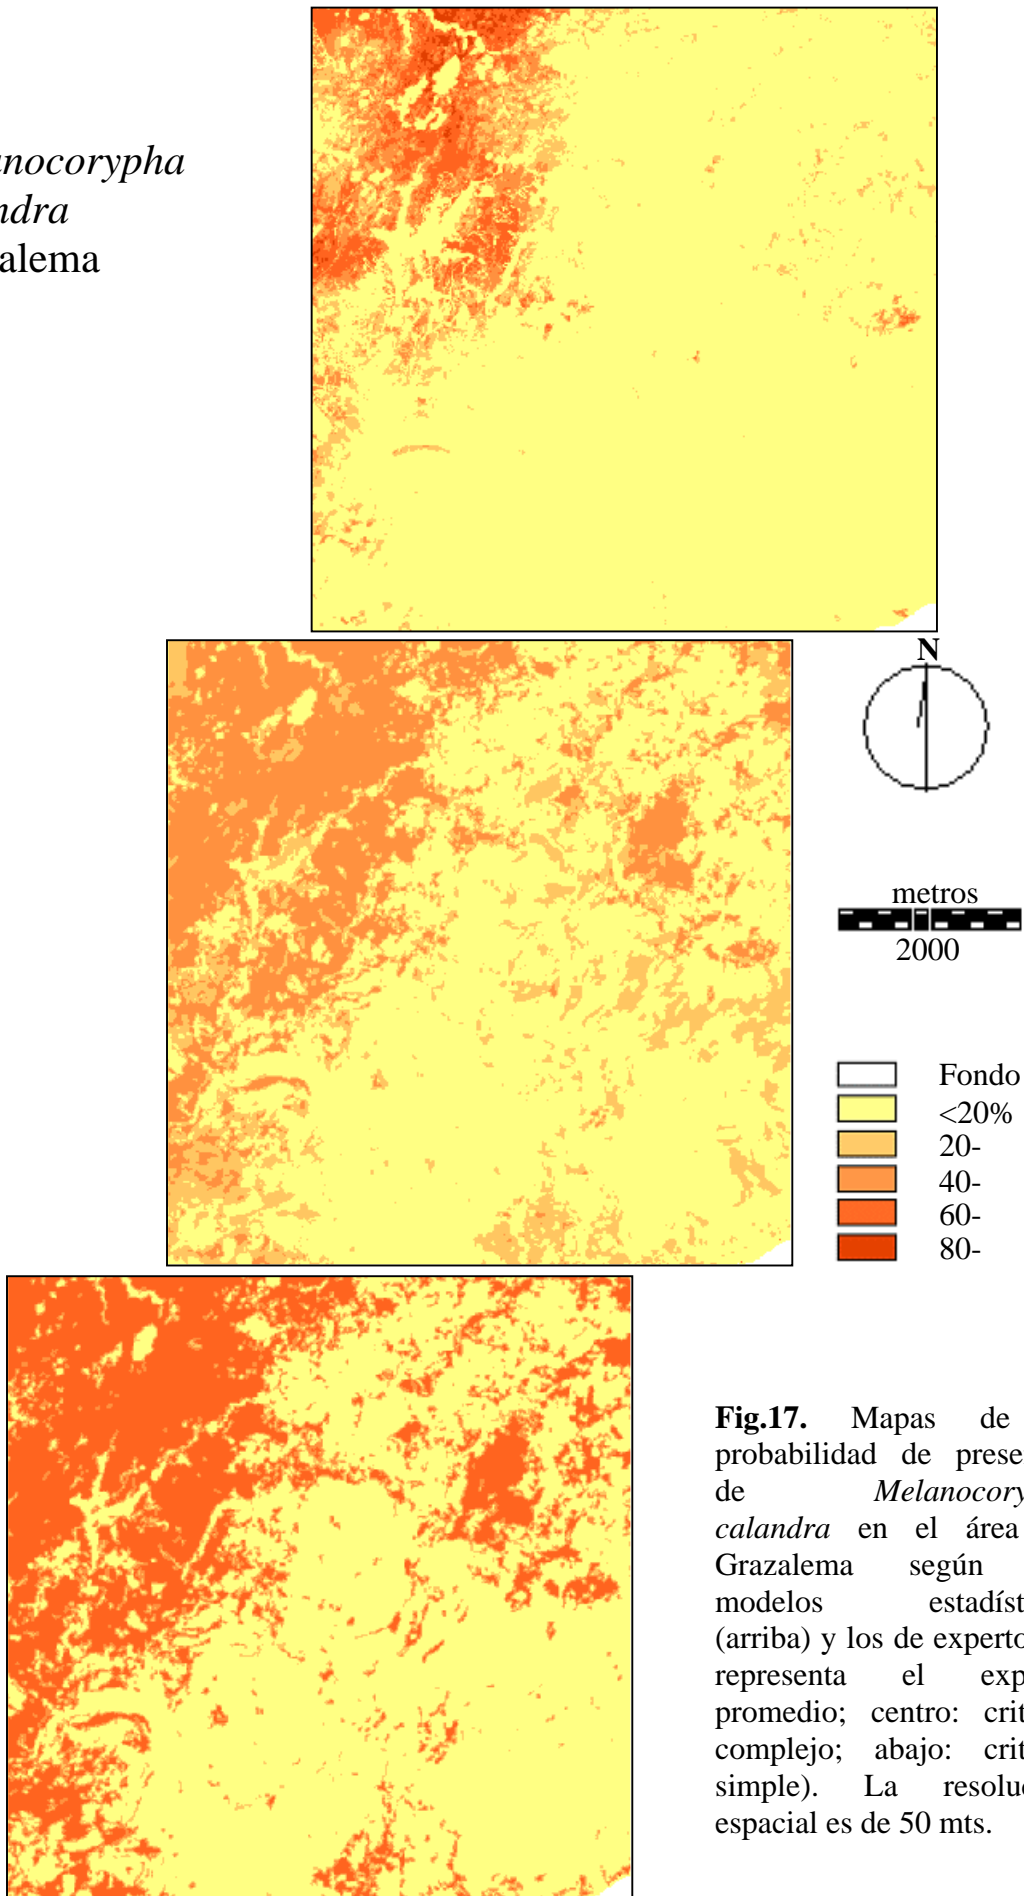 anocorypha
ndra
alema
N
metros
2000
Fondo
<20%
20-
40-
60-
80-
Fig.17. Mapas de
probabilidad de prese
de Melanocory
calandra en el área
Grazalema según
modelos estadíst
(arriba) y los de experto
representa el exp
promedio; centro: crit
complejo; abajo: crit
simple). La resoluc
espacial es de 50 mts.